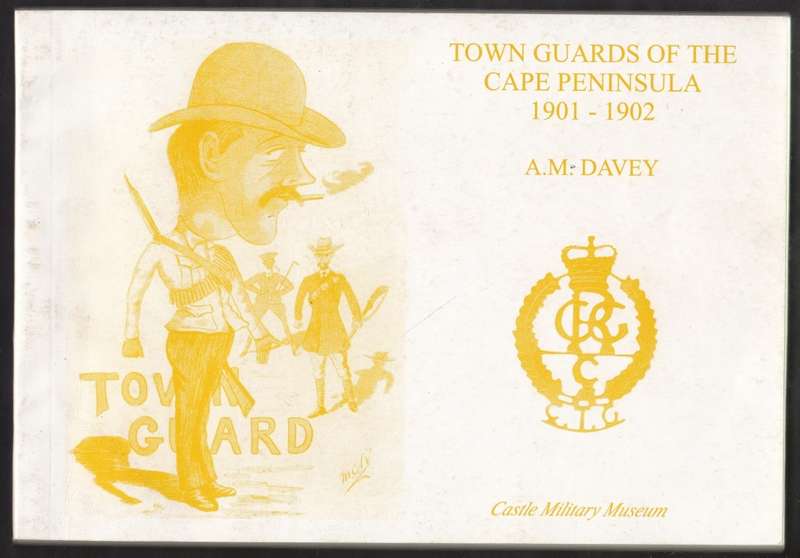 TOWN GUARDS OF THE
CAPE PENINSULA
1901 - 1902
A.M. DAVEY
TOWN
GUARD
C
C.T.G
Castle Military Museum